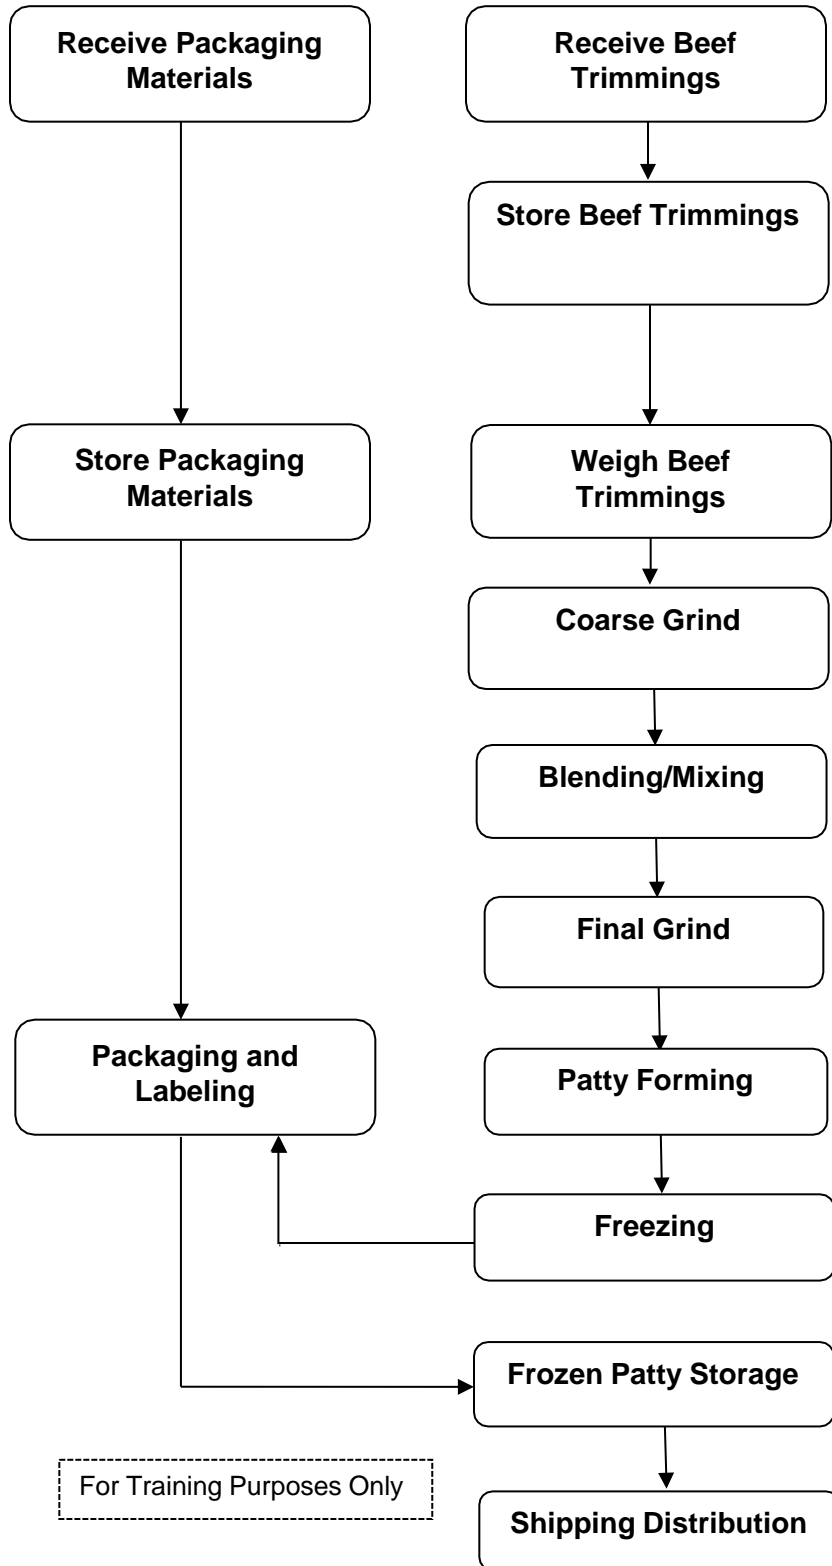 Receive Packaging
Materials
Receive Beef
Trimmings
Store Beef Trimmings
Store Packaging
Materials
Weigh Beef
Trimmings
Coarse Grind
Blending/Mixing
Final Grind
Packaging and
Labeling
Patty Forming
Freezing
Frozen Patty Storage
For Training Purposes Only
Shipping Distribution